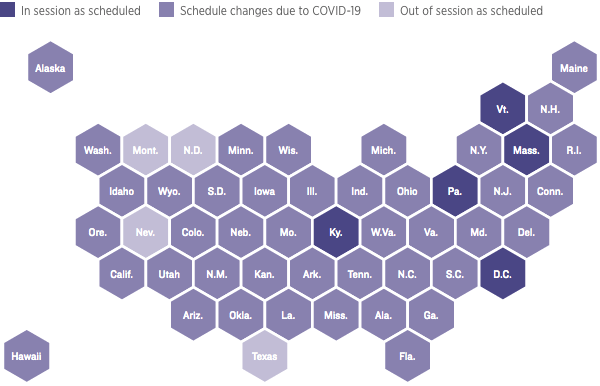 In session as scheduled Schedule changes due to COVID-19 Out of session as scheduled
Alaska Maine
Vt. N.H.
Wash. Mont. N.D. Minn. Wis. Mich. N.Y. Mass. R.I.
Idaho Wyo. S.D. Iowa Ill. Ind. Ohio Pa. N.J. Conn.
Ore. Nev. Colo. Neb. Mo. Ky. W.Va. Va. Md. Del.
Calif. Utah N.M. Kan. Ark. Tenn. N.C. S.C. D.C.
Ariz. Okla. La. Miss. Ala. Ga.
Hawaii Texas Fla.